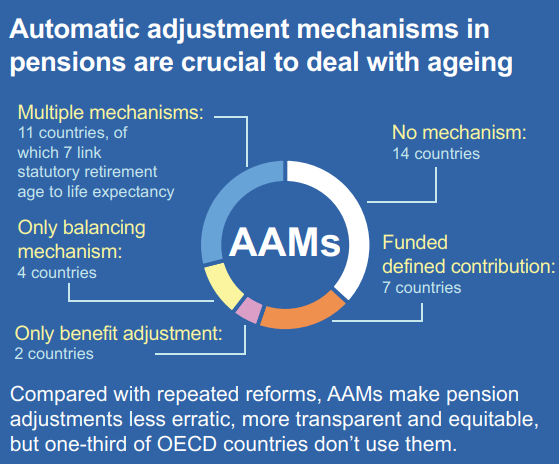 Automatic adjustment mechanisms in
pensions are crucial to deal with ageing
Multiple mechanisms:
11 countries, of
which 7 link
statutory retirement
age to life expectancy
No mechanism:
14 countries
Only balancing
mechanism:
4 countries
AAMs
Funded
defined contribution:
7 countries
Only benefit adjustment:
2 countries
Compared with repeated reforms, AAMs make pension
adjustments less erratic, more transparent and equitable,
but one-third of OECD countries don’t use them.